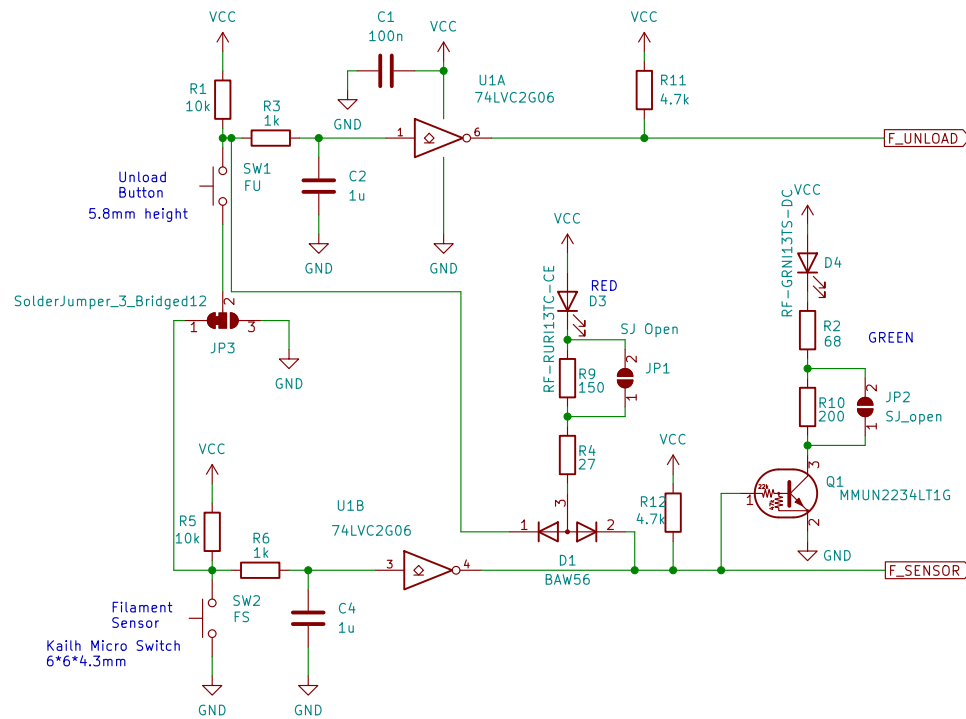 VCC
C1
100n
VCC
VCC
R1
10k
R3
1k
GND
U1A
74LVC2G06
R11
4.7k
1
6
F_UNLOAD
SW1
FU
Unload
Button
5.8mm height
C2
1u
GND
GND
VCC
RF-RURI13TC-CE
RED
D3
SJ Open
R9
150
2
JP1
1
R4
27
VCC
RF-GRNI13TS-DC
D4
R2
68
GREEN
R10
200
2
JP2
SJ_open
1
SolderJumper_3_Bridged12
2
1
3
JP3
GND
VCC
R5
10k
R6
1k
U1B
74LVC2G06
3
4
3
1
2
D1
BAW56
VCC
R12
4.7k
3
22k
47k
1
Q1
MMUN2234LT1G
2
GND
F_SENSOR
Filament
Sensor
SW2
FS
Kailh Micro Switch
6*6*4.3mm
C4
1u
GND
GND